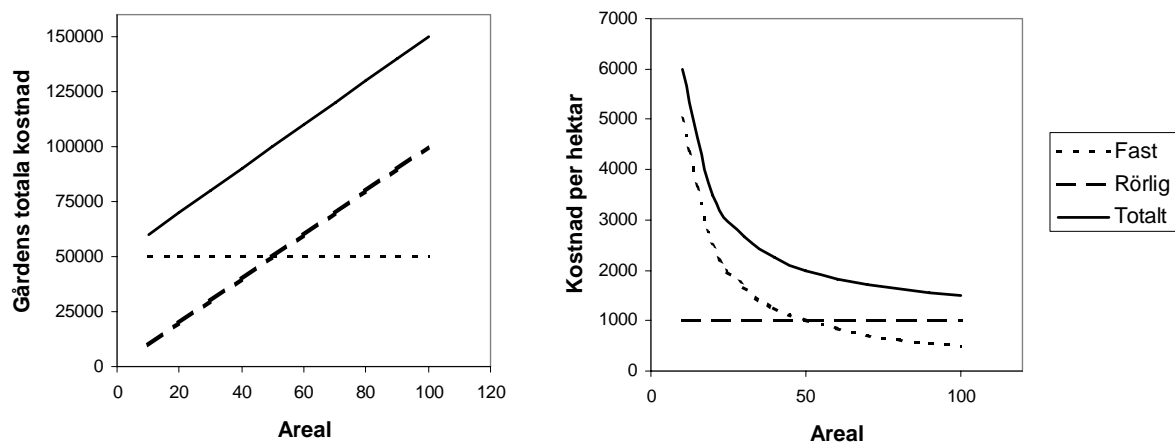 Gårdens totala kostnad
150000
125000
100000
75000
50000
25000
0
0 20 40 60 80 100 120
Areal
Kostnad per hektar
7000
6000
5000
4000
3000
2000
1000
0
0 50 100
Areal
Fast
Rörlig
Totalt